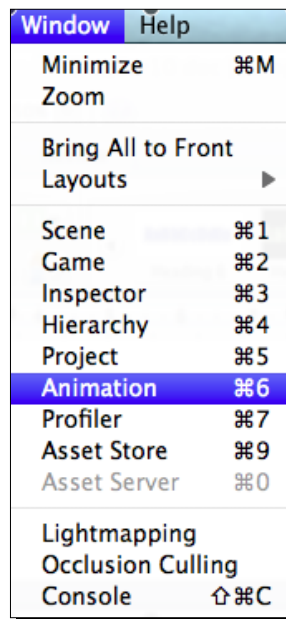 Window Help
Minimize ⌘M
Zoom
Bring All to Front
Layouts ▶
Scene ⌘1
Game ⌘2
Inspector ⌘3
Hierarchy ⌘4
Project ⌘5
Animation ⌘6
Profiler ⌘7
Asset Store ⌘9
Asset Server ⌘0
Lightmapping
Occlusion Culling
Console ⇧⌘C